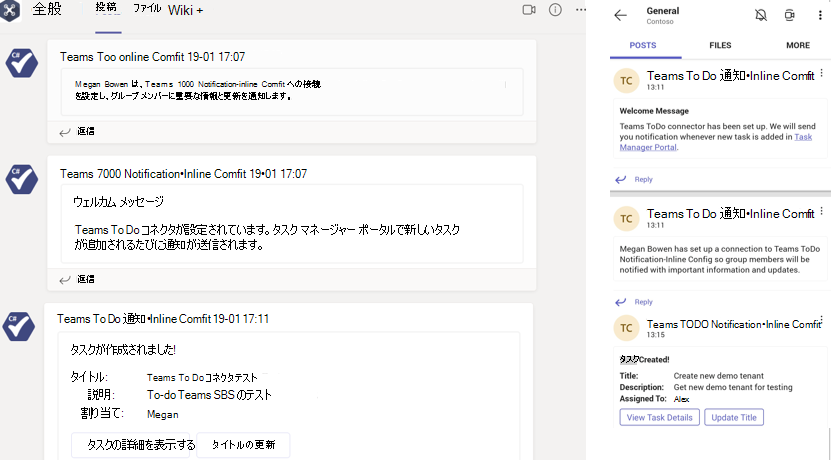 全般 投稿 ファイル Wiki +
Teams Too online Comfit 19-01 17:07
Megan Bowen は、Teams 1000 Notification-inline Comfit への接続
を設定し、グループ メンバーに重要な情報と更新を通知します。
返信
Teams 7000 Notification•Inline Comfit 19•01 17:07
ウェルカム メッセージ
Teams To Do コネクタが設定されています。タスク マネージャー ポータルで新しいタスク
が追加されるたびに通知が送信されます。
返信
Teams To Do 通知•Inline Comfit 19-01 17:11
タスクが作成されました!
タイトル: Teams To Do コネクタテスト
説明: To-do Teams SBS のテスト
割り当て: Megan
タスクの詳細を表示する タイトルの更新
General
Contoso
POSTS FILES MORE
TC Teams To Do 通知•Inline Comfit
13:11
Welcome Message
Teams ToDo connector has been set up. We will send
you notification whenever new task is added in Task
Manager Portal.
Reply
TC Teams To Do 通知•Inline Comfit
13:11
Megan Bowen has set up a connection to Teams ToDo
Notification-Inline Config so group members will be
notified with important information and updates.
Reply
TC Teams TODO Notification•Inline Comfit
13:15
タスクCreated!
Title: Create new demo tenant
Description: Get new demo tenant for testing
Assigned To: Alex
View Task Details Update Title